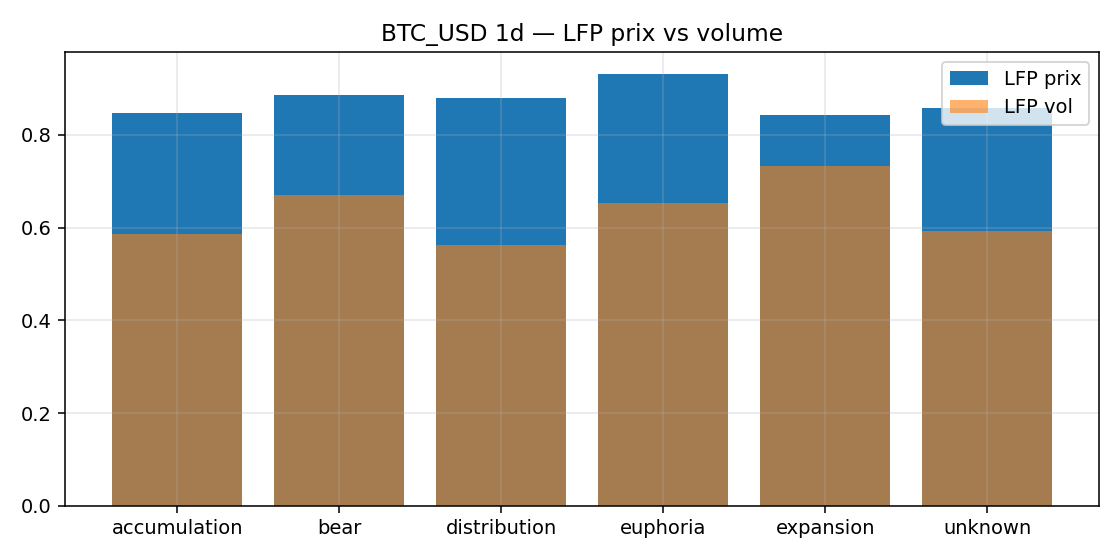 BTC_USD 1d — LFP prix vs volume
LFP prix
LFP vol
0.8
0.6
0.4
0.2
0.0
accumulation bear distribution euphoria expansion unknown